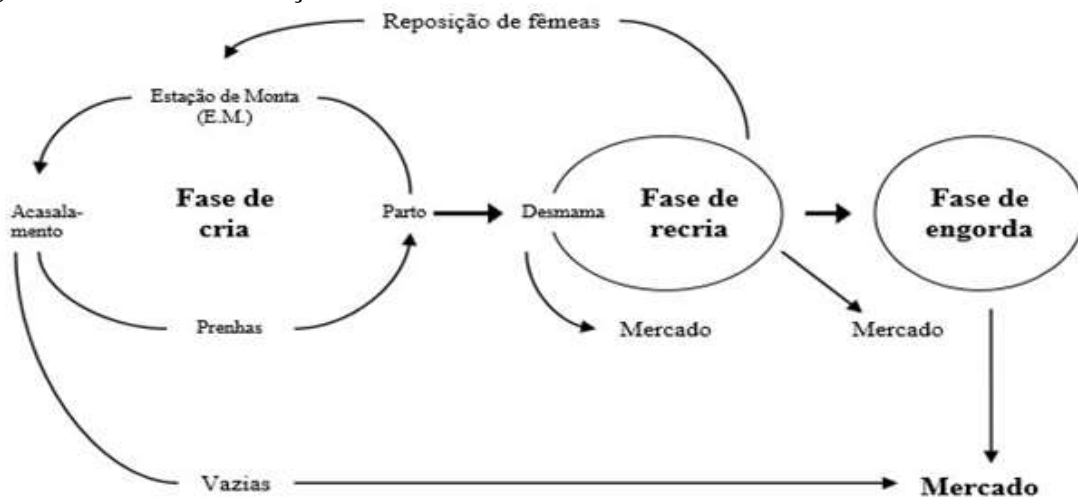 Reposição de fêmeas
Estação de Monta
(E.M.)
Acasala-
mento
Fase de
cria
Parto
Desmama
Fase de
recria
Fase de
engorda
Prenhas
Mercado
Mercado
Vazias
Mercado